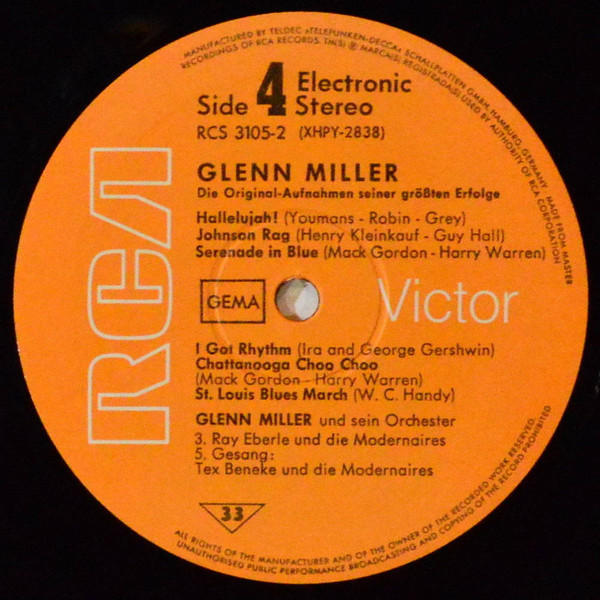 MANUFACTURED BY TELDEC »TELEFUNKEN-DECCA« SCHALLPLATTEN GMBH, HAMBURG, GERMANY MADE FROM MASTER
RECORDINGS OF RCA RECORDS. TM(S) ® MARCA(S) REGISTRADA(S) USED BY AUTHORITY OF RCA CORPORATION
Side 4 Electronic
Stereo
RCS 3105-2 (XHPY-2838)
RCA
GLENN MILLER
Die Original-Aufnahmen seiner größten Erfolge
Hallelujah! (Youmans - Robin - Grey)
Johnson Rag (Henry Kleinkauf - Guy Hall)
Serenade in Blue (Mack Gordon - Harry Warren)
GEMA
Victor
I Got Rhythm (Ira and George Gershwin)
Chattanooga Choo Choo
(Mack Gordon - Harry Warren)
St. Louis Blues March (W. C. Handy)
GLENN MILLER und sein Orchester
3. Ray Eberle und die Modernaires
5. Gesang:
Tex Beneke und die Modernaires
33
ALL RIGHTS OF THE MANUFACTURER AND OF THE OWNER OF THE RECORDED WORK RESERVED.
UNAUTHORISED PUBLIC PERFORMANCE BROADCASTING AND COPYING OF THE RECORD PROHIBITED